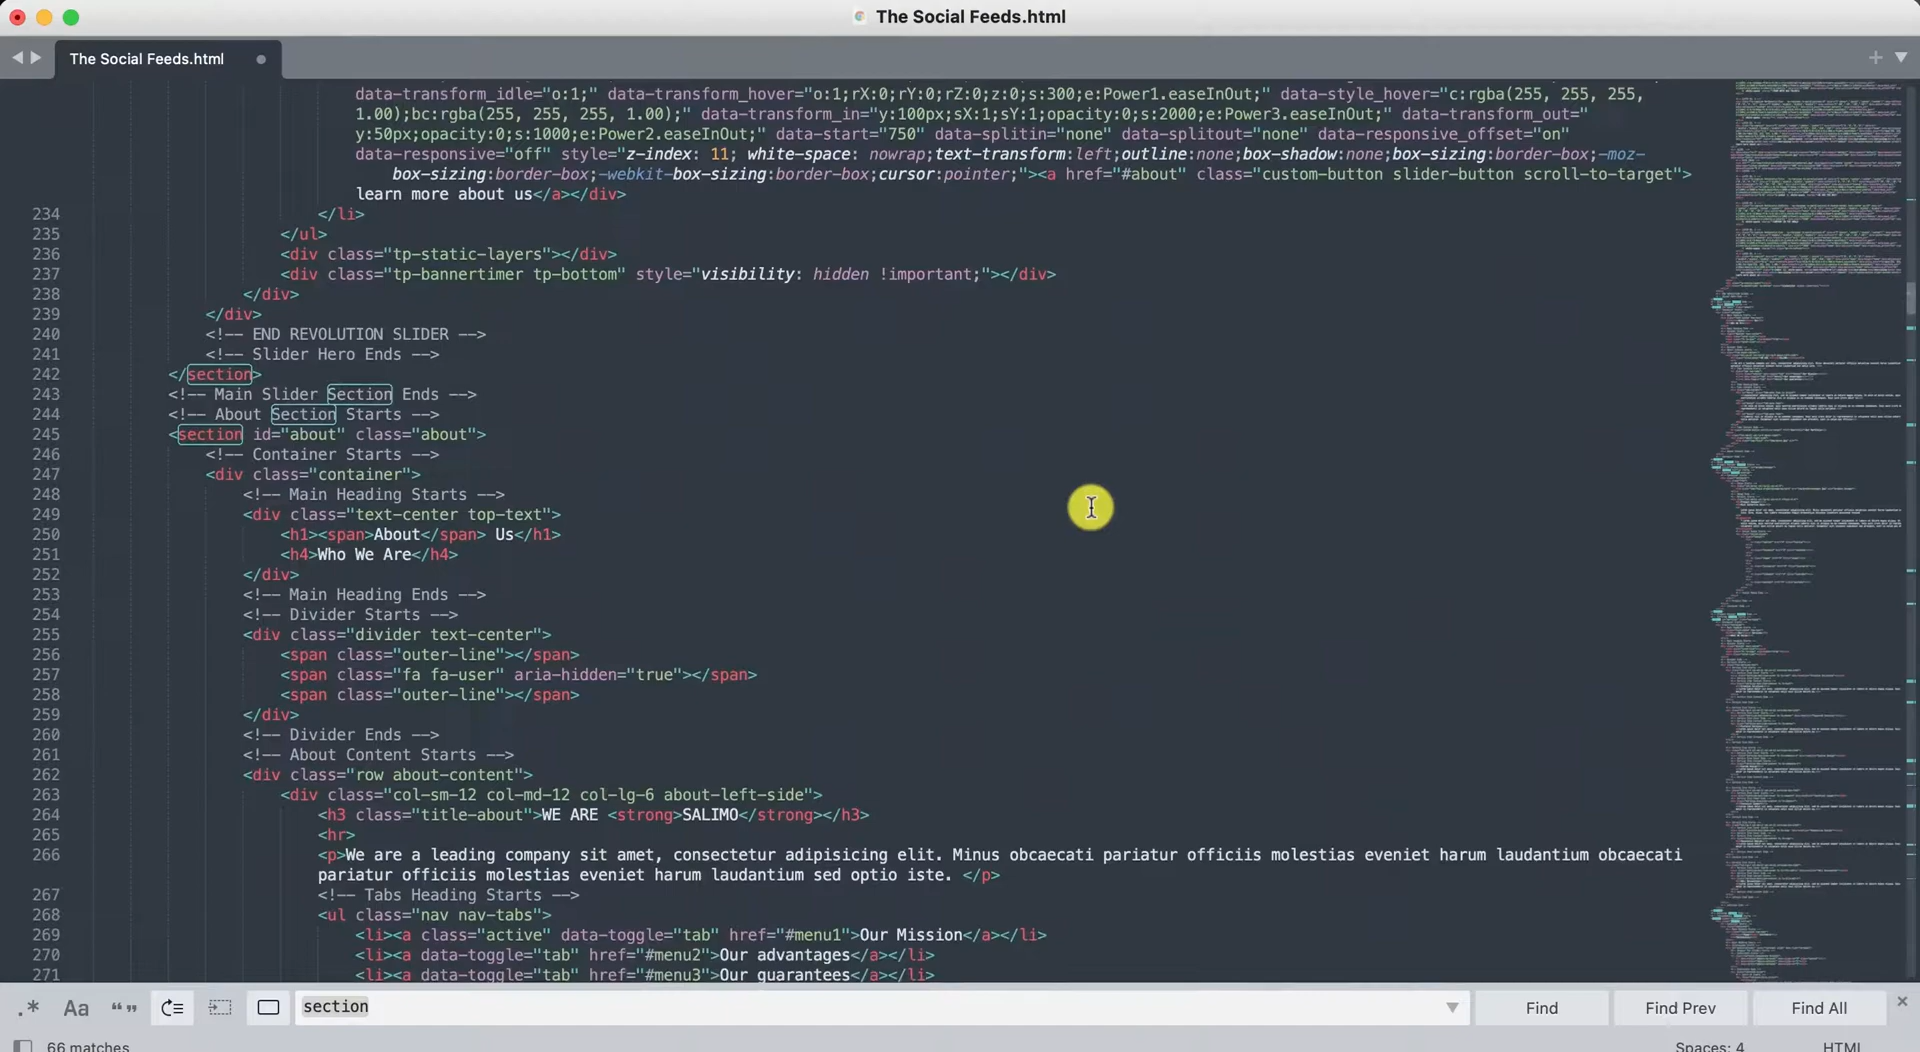 The Social Feeds.html
The Social Feeds.html
data-transform_idle="o:1;" data-transform_hover="o:1;rX:0;rY:0;rZ:0;z:0;s:300;e:Power1.easeInOut;" data-style_hover="c:rgba(255, 255, 255,
1.00);bc:rgba(255, 255, 255, 1.00);" data-transform_in="y:100px;sX:1;sY:1;opacity:0;s:2000;e:Power3.easeInOut;" data-transform_out="
y:50px;opacity:0;s:1000;e:Power2.easeInOut;" data-start="750" data-splitin="none" data-splitout="none" data-responsive_offset="on"
data-responsive="off" style="z-index: 11; white-space: nowrap;text-transform:left;outline:none;box-shadow:none;box-sizing:border-box;-moz-
box-sizing:border-box;-webkit-box-sizing:border-box;cursor:pointer;"><a href="#about" class="custom-button slider-button scroll-to-target">
learn more about us</a></div>
234 </li>
235 </ul>
236 <div class="tp-static-layers"></div>
237 <div class="tp-bannertimer tp-bottom" style="visibility: hidden !important;"></div>
238 </div>
239 </div>
240 <!-- END REVOLUTION SLIDER -->
241 <!-- Slider Hero Ends -->
242 </section>
243 <!-- Main Slider Section Ends -->
244 <!-- About Section Starts -->
245 <section id="about" class="about">
246 <!-- Container Starts -->
247 <div class="container">
248 <!-- Main Heading Starts -->
249 <div class="text-center top-text">
250 <h1><span>About</span> Us</h1>
251 <h4>Who We Are</h4>
252 </div>
253 <!-- Main Heading Ends -->
254 <!-- Divider Starts -->
255 <div class="divider text-center">
256 <span class="outer-line"></span>
257 <span class="fa fa-user" aria-hidden="true"></span>
258 <span class="outer-line"></span>
259 </div>
260 <!-- Divider Ends -->
261 <!-- About Content Starts -->
262 <div class="row about-content">
263 <div class="col-sm-12 col-md-12 col-lg-6 about-left-side">
264 <h3 class="title-about">WE ARE <strong>SALIMO</strong></h3>
265 <hr>
266 <p>We are a leading company sit amet, consectetur adipisicing elit. Minus obcaecati pariatur officiis molestias eveniet harum laudantium obcaecati
pariatur officiis molestias eveniet harum laudantium sed optio iste. </p>
267 <!-- Tabs Heading Starts -->
268 <ul class="nav nav-tabs">
269 <li><a class="active" data-toggle="tab" href="#menu1">Our Mission</a></li>
270 <li><a data-toggle="tab" href="#menu2">Our advantages</a></li>
271 <li><a data-toggle="tab" href="#menu3">Our guarantees</a></li>
.* Aa “ ” section Find Find Prev Find All
66 matches Spaces: 4 HTML